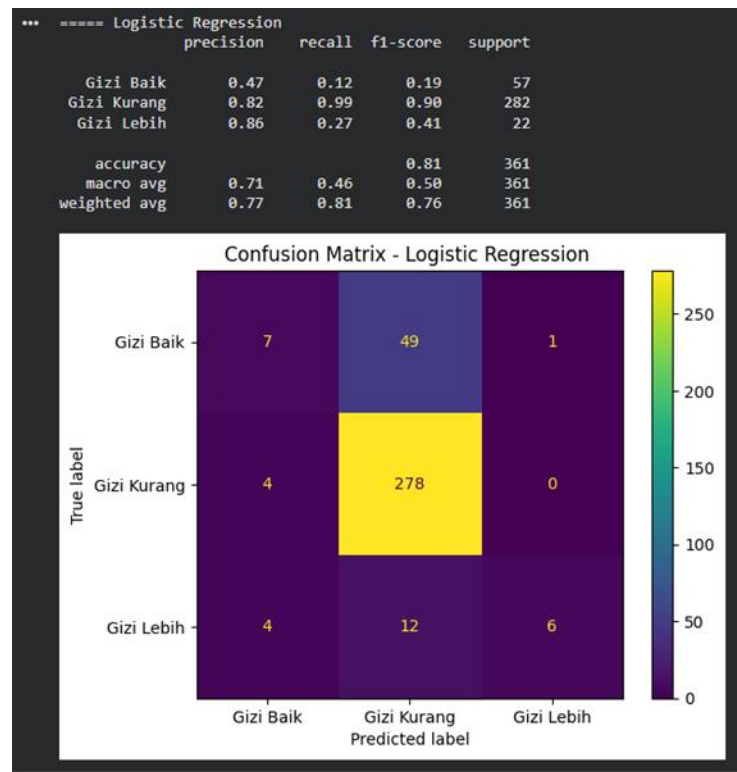 ••• ===== Logistic Regression
precision recall f1-score support
Gizi Baik 0.47 0.12 0.19 57
Gizi Kurang 0.82 0.99 0.90 282
Gizi Lebih 0.86 0.27 0.41 22
accuracy 0.81 361
macro avg 0.71 0.46 0.50 361
weighted avg 0.77 0.81 0.76 361
Confusion Matrix - Logistic Regression
True label
Gizi Baik 7 49 1
Gizi Kurang 4 278 0
Gizi Lebih 4 12 6
Gizi Baik Gizi Kurang Gizi Lebih
Predicted label
250
200
150
100
50
0